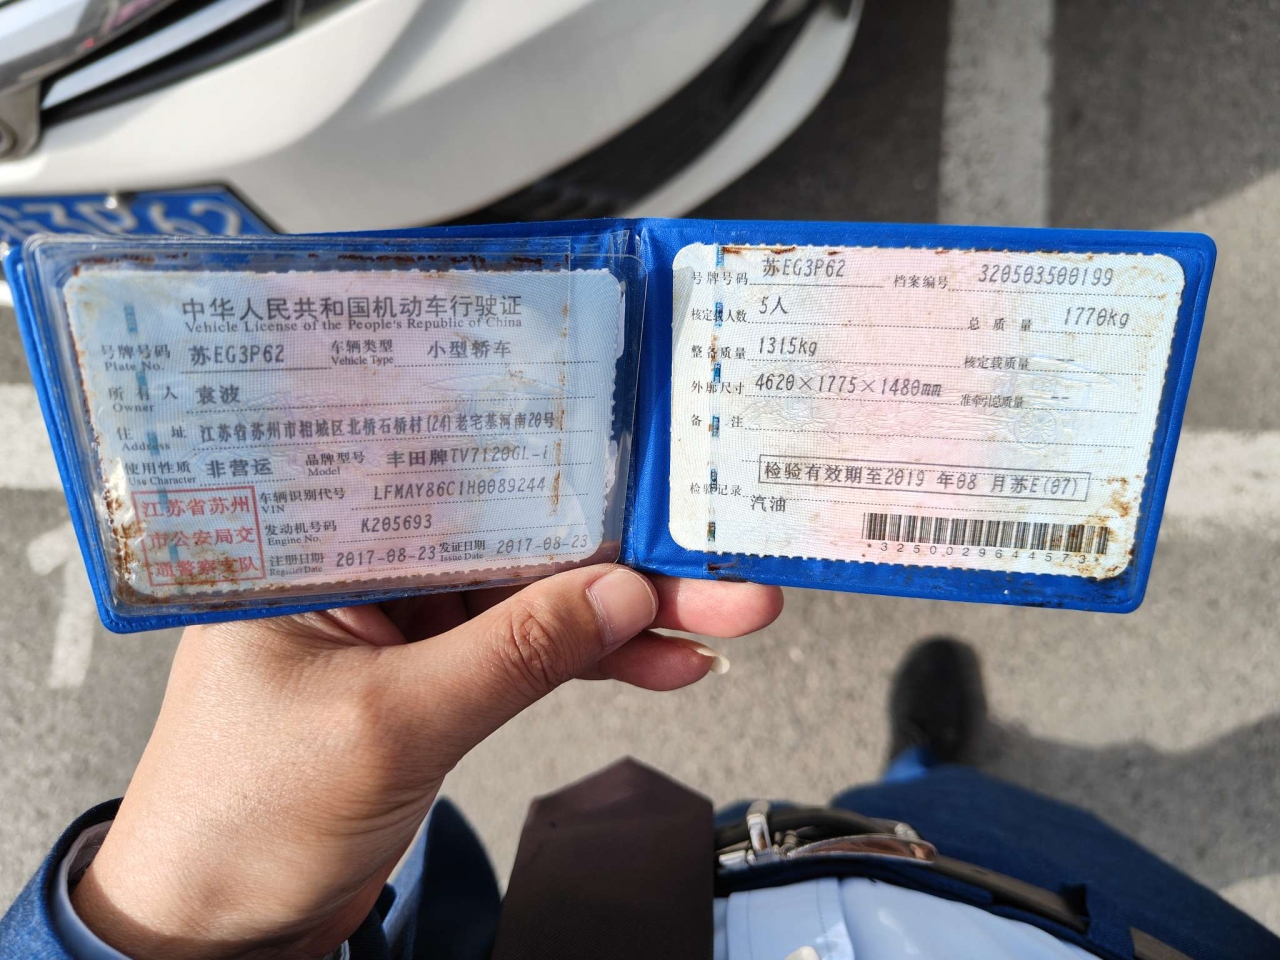 中华人民共和国机动车行驶证
Vehicle License of the People's Republic of China
号牌号码 苏EG3P62 车辆类型 小型轿车
Plate No. Vehicle Type
所有人 袁波
Owner
住址 江苏省苏州市相城区北桥石桥村(24)老宅基河南20号
Address
使用性质 非营运 品牌型号 丰田牌TV7120GL-i
Use Character Model
江苏省苏州
市公安局交
通警察支队
车辆识别代号 LFMAY86C1H0089244
VIN
发动机号码 K205693
Engine No.
注册日期 2017-08-23 发证日期 2017-08-23
Register Date Issue Date
号牌号码 苏EG3P62 档案编号 320503500199
核定载人数 5人 总质量 1770kg
整备质量 1315kg 核定载质量 --
外廓尺寸 4620×1775×1480mm 准牵引总质量 --
备注
检验有效期至2019年08月苏E(07)
检验记录
汽油